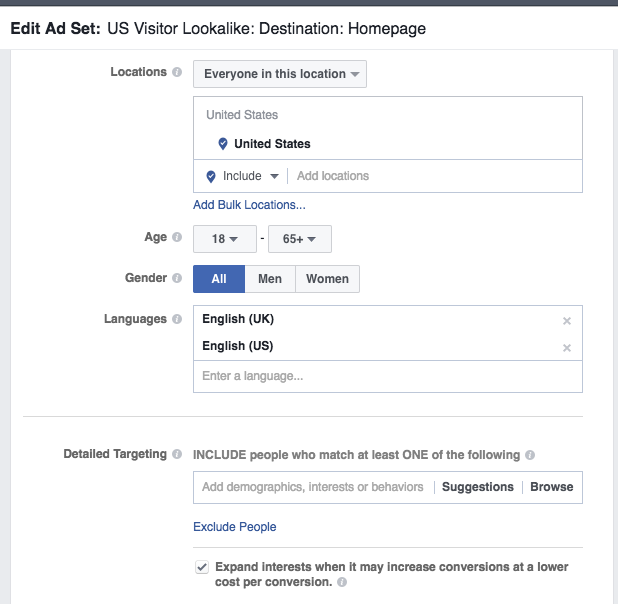 Edit Ad Set: US Visitor Lookalike: Destination: Homepage
Locations
Everyone in this location
United States
United States
Include Add locations
Add Bulk Locations...
Age 18 - 65+
Gender All Men Women
Languages English (UK)
English (US)
Enter a language...
Detailed Targeting INCLUDE people who match at least ONE of the following
Add demographics, interests or behaviors Suggestions Browse
Exclude People
Expand interests when it may increase conversions at a lower
cost per conversion.